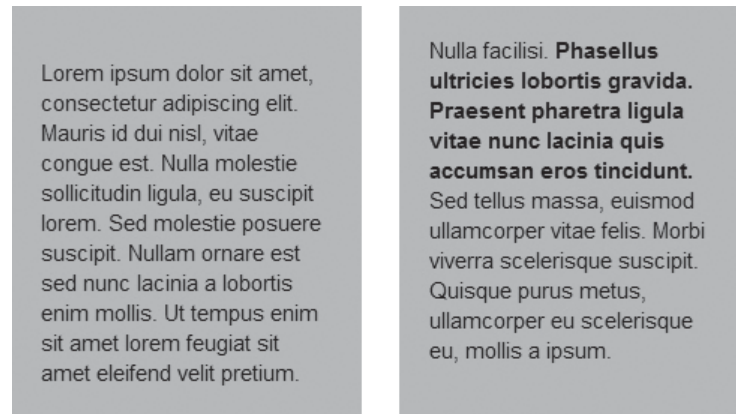 Lorem ipsum dolor sit amet,
consectetur adipiscing elit.
Mauris id dui nisl, vitae
congue est. Nulla molestie
sollicitudin ligula, eu suscipit
lorem. Sed molestie posuere
suscipit. Nullam ornare est
sed nunc lacinia a lobortis
enim mollis. Ut tempus enim
sit amet lorem feugiat sit
amet eleifend velit pretium.
Nulla facilisi. Phasellus
ultricies lobortis gravida.
Praesent pharetra ligula
vitae nunc lacinia quis
accumsan eros tincidunt.
Sed tellus massa, euismod
ullamcorper vitae felis. Morbi
viverra scelerisque suscipit.
Quisque purus metus,
ullamcorper eu scelerisque
eu, mollis a ipsum.